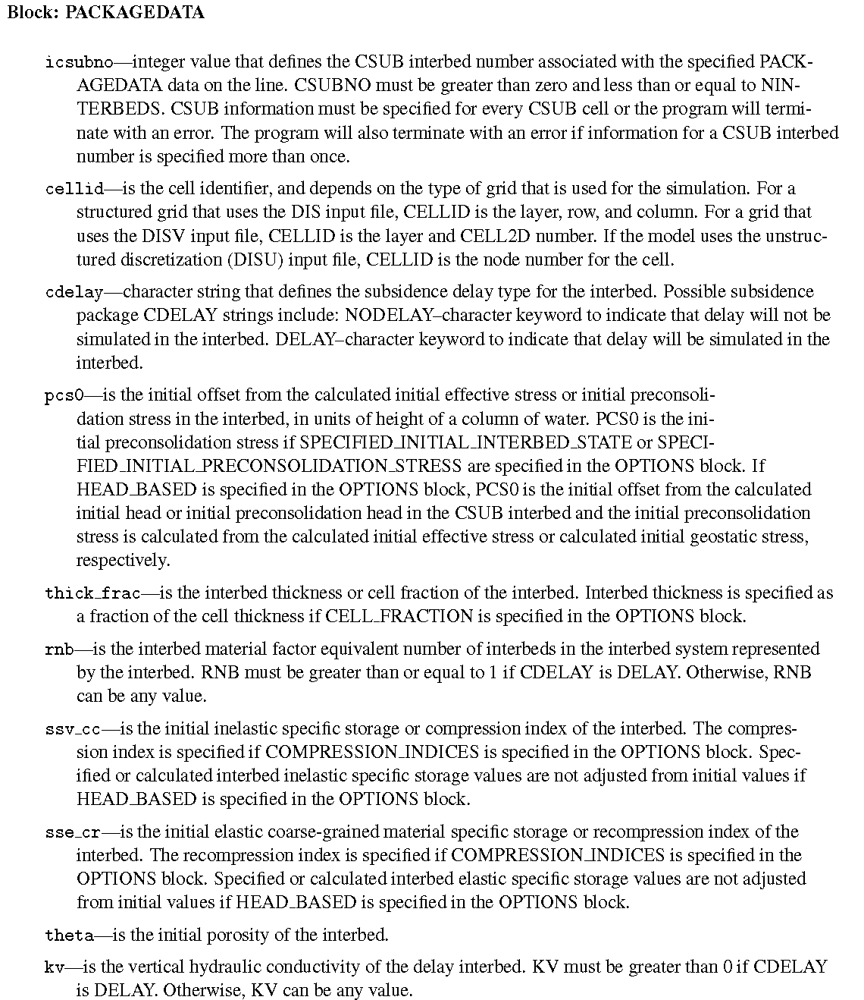 Block: PACKAGEDATA
icsubno—integer value that defines the CSUB interbed number associated with the specified PACK-
AGEDATA data on the line. CSUBNO must be greater than zero and less than or equal to NIN-
TERBEDS. CSUB information must be specified for every CSUB cell or the program will termi-
nate with an error. The program will also terminate with an error if information for a CSUB interbed
number is specified more than once.
cellid—is the cell identifier, and depends on the type of grid that is used for the simulation. For a
structured grid that uses the DIS input file, CELLID is the layer, row, and column. For a grid that
uses the DISV input file, CELLID is the layer and CELL2D number. If the model uses the unstruc-
tured discretization (DISU) input file, CELLID is the node number for the cell.
cdelay—character string that defines the subsidence delay type for the interbed. Possible subsidence
package CDELAY strings include: NODELAY–character keyword to indicate that delay will not be
simulated in the interbed. DELAY–character keyword to indicate that delay will be simulated in the
interbed.
pcs0—is the initial offset from the calculated initial effective stress or initial preconsoli-
dation stress in the interbed, in units of height of a column of water. PCS0 is the ini-
tial preconsolidation stress if SPECIFIED_INITIAL_INTERBED_STATE or SPECI-
FIED_INITIAL_PRECONSOLIDATION_STRESS are specified in the OPTIONS block. If
HEAD_BASED is specified in the OPTIONS block, PCS0 is the initial offset from the calculated
initial head or initial preconsolidation head in the CSUB interbed and the initial preconsolidation
stress is calculated from the calculated initial effective stress or calculated initial geostatic stress,
respectively.
thick_frac—is the interbed thickness or cell fraction of the interbed. Interbed thickness is specified as
a fraction of the cell thickness if CELL_FRACTION is specified in the OPTIONS block.
rnb—is the interbed material factor equivalent number of interbeds in the interbed system represented
by the interbed. RNB must be greater than or equal to 1 if CDELAY is DELAY. Otherwise, RNB
can be any value.
ssv_cc—is the initial inelastic specific storage or compression index of the interbed. The compres-
sion index is specified if COMPRESSION_INDICES is specified in the OPTIONS block. Spec-
ified or calculated interbed inelastic specific storage values are not adjusted from initial values if
HEAD_BASED is specified in the OPTIONS block.
sse_cr—is the initial elastic coarse-grained material specific storage or recompression index of the
interbed. The recompression index is specified if COMPRESSION_INDICES is specified in the
OPTIONS block. Specified or calculated interbed elastic specific storage values are not adjusted
from initial values if HEAD_BASED is specified in the OPTIONS block.
theta—is the initial porosity of the interbed.
kv—is the vertical hydraulic conductivity of the delay interbed. KV must be greater than 0 if CDELAY
is DELAY. Otherwise, KV can be any value.